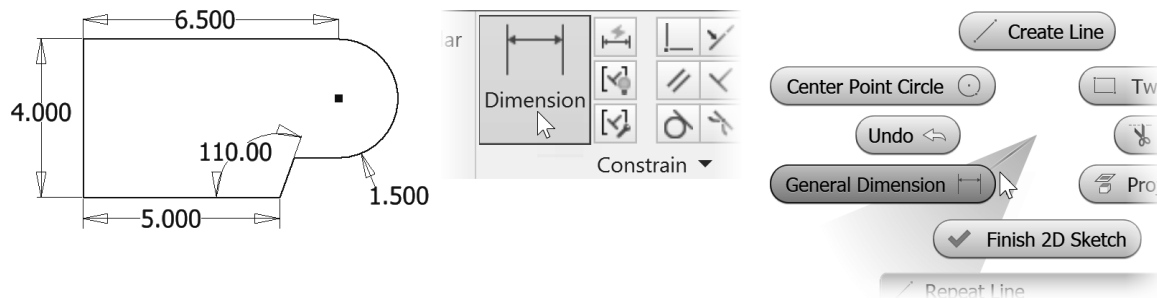 6.500
4.000
110.00
1.500
5.000
ar
Dimension
Constrain
Create Line
Center Point Circle
Tw
Undo
General Dimension
Pro
Finish 2D Sketch
Repeat Line